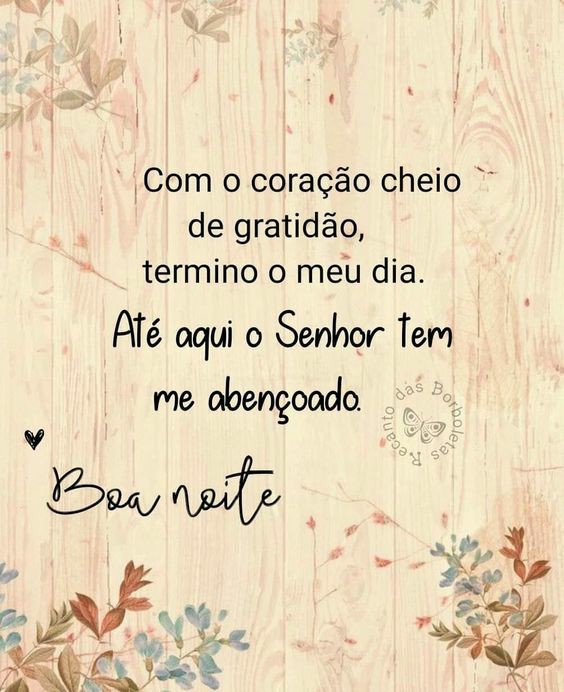 Com o coração cheio
de gratidão,
termino o meu dia.
Até aqui o Senhor tem
me abençoado.
Recanto das Borboletas
Boa noite